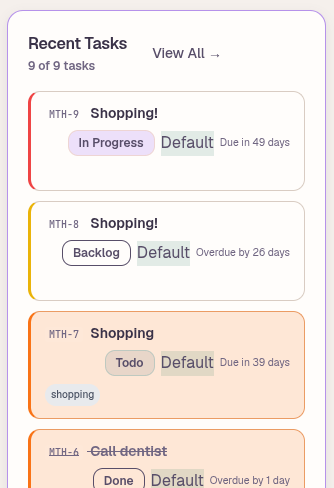 Recent Tasks
View All →
9 of 9 tasks
MTH-9 Shopping!
In Progress Default Due in 49 days
MTH-8 Shopping!
Backlog Default Overdue by 26 days
MTH-7 Shopping
Todo Default Due in 39 days
shopping
MTH-6 Call dentist
Done Default Overdue by 1 day